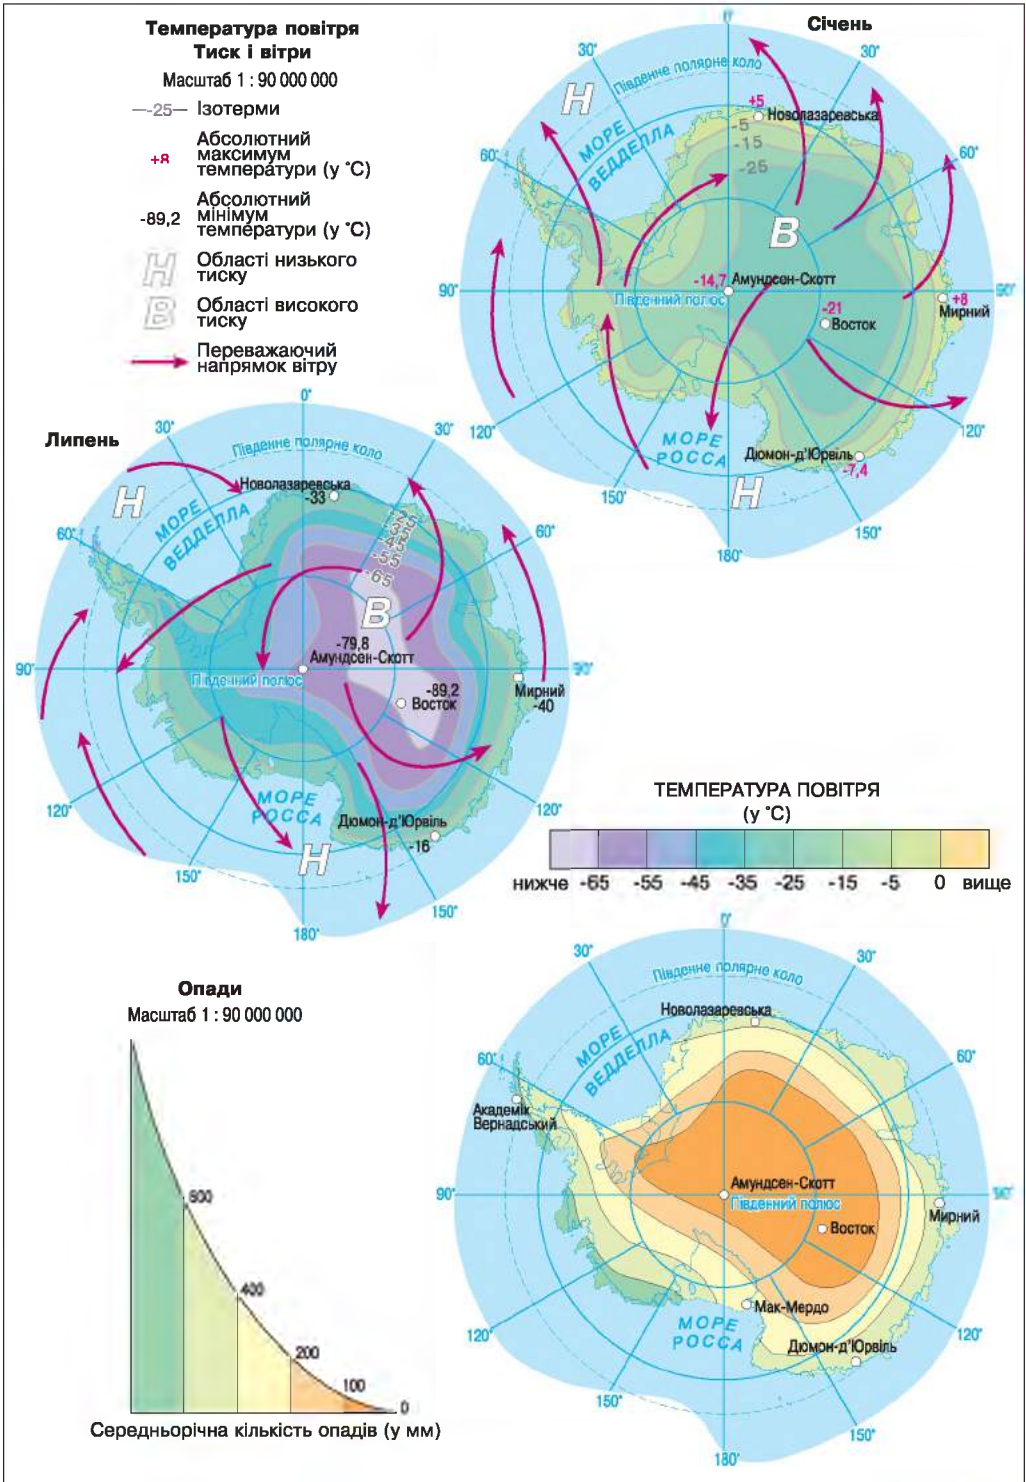 Температура повітря
Тиск і вітри
Масштаб 1 : 90 000 000
-25 Ізотерми
+8 Абсолютний
максимум
температури (у °C)
-89,2 Абсолютний
мінімум
температури (у °C)
Н Області низького
тиску
В Області високого
тиску
Переважаючий
напрямок вітру
Січень
0°
30°
30°
60°
60°
90°
90°
120°
120°
150°
150°
180°
Південне полярне коло
Н
МОРЕ
ВЕДДЕЛЛА
+5
Новолазаревська
-5
-15
-25
В
-14,7
Амундсен-Скотт
Південний полюс
-21
Восток
+8
Мирний
МОРЕ
РОССА
Дюмон-д'Юрвіль
-7,4
Н
Липень
0°
30°
30°
60°
60°
90°
90°
120°
120°
150°
150°
180°
Південне полярне коло
Н
МОРЕ
ВЕДДЕЛЛА
Новолазаревська
-33
-25
-35
-45
-55
-65
В
-79,8
Амундсен-Скотт
Південний полюс
-89,2
Восток
Мирний
-40
МОРЕ
РОССА
Дюмон-д'Юрвіль
-16
Н
ТЕМПЕРАТУРА ПОВІТРЯ
(у °C)
нижче -65 -55 -45 -35 -25 -15 -5 0 вище
Опади
Масштаб 1 : 90 000 000
600
400
200
100
0
Середньорічна кількість опадів (у мм)
0°
30°
30°
60°
60°
90°
90°
120°
120°
150°
150°
180°
Південне полярне коло
Новолазаревська
МОРЕ
ВЕДДЕЛЛА
Академік
Вернадський
Амундсен-Скотт
Південний полюс
Восток
Мирний
Мак-Мердо
МОРЕ
РОССА
Дюмон-д'Юрвіль